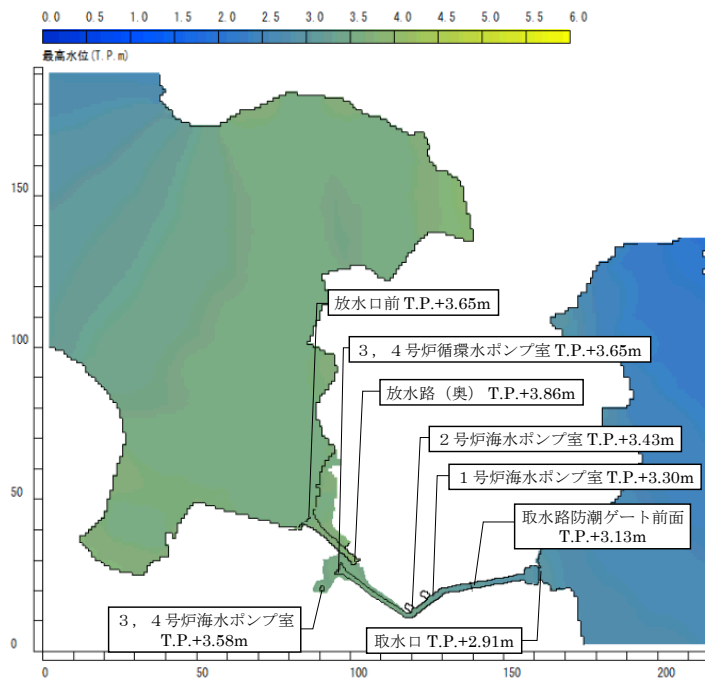 0.0 0.5 1.0 1.5 2.0 2.5 3.0 3.5 4.0 4.5 5.0 5.5 6.0
最高水位(T.P.m)
150
100
50
0
放水口前 T.P.+3.65m
３，４号炉循環水ポンプ室 T.P.+3.65m
放水路（奥） T.P.+3.86m
２号炉海水ポンプ室 T.P.+3.43m
１号炉海水ポンプ室 T.P.+3.30m
取水路防潮ゲート前面
T.P.+3.13m
３，４号炉海水ポンプ室
T.P.+3.58m
取水口 T.P.+2.91m
0 50 100 150 200